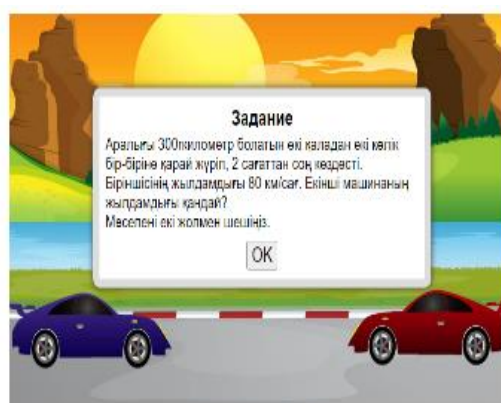 Задание
Аралығы 300километр болатын екі қаладан екі көлік
бір-біріне қарай жүріп, 2 сағаттан соң кездесті.
Біріншісінің жылдамдығы 80 км/сағ. Екінші машинаның
жылдамдығы қандай?
Мәселені екі жолмен шешіңіз.
OK